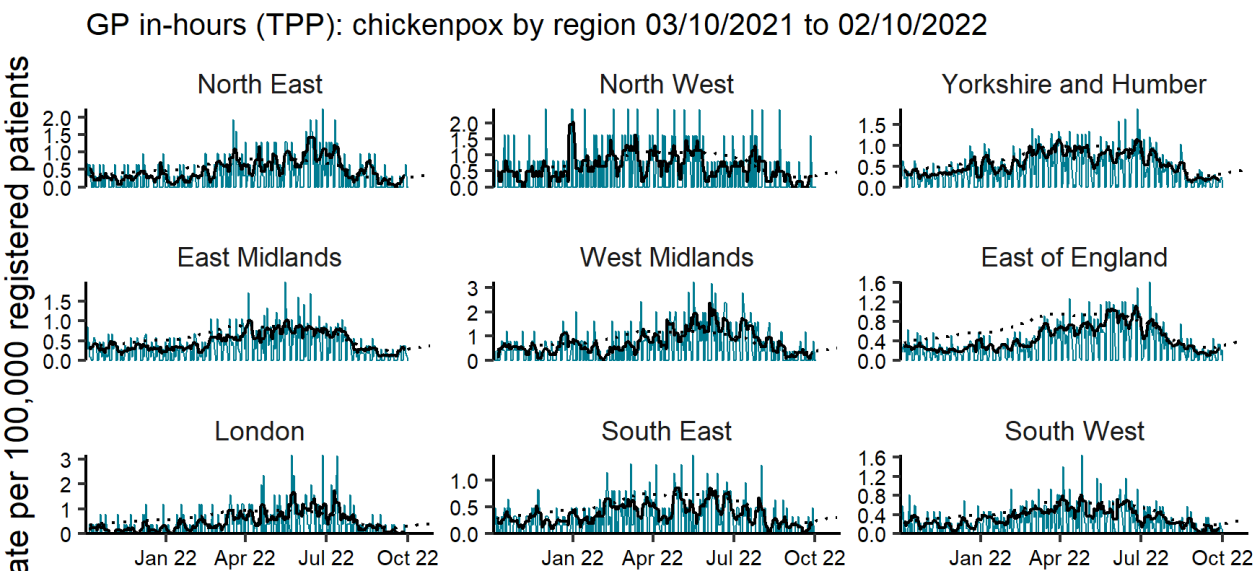 GP in-hours (TPP): chickenpox by region 03/10/2021 to 02/10/2022
ate per 100,000 registered patients
North East
2.0
1.5
1.0
0.5
0.0
North West
2.0
1.5
1.0
0.5
0.0
Yorkshire and Humber
1.5
1.0
0.5
0.0
East Midlands
1.5
1.0
0.5
0.0
West Midlands
3
2
1
0
East of England
1.6
1.2
0.8
0.4
0.0
London
3
2
1
0
Jan 22 Apr 22 Jul 22 Oct 22
South East
1.0
0.5
0.0
Jan 22 Apr 22 Jul 22 Oct 22
South West
1.6
1.2
0.8
0.4
0.0
Jan 22 Apr 22 Jul 22 Oct 22